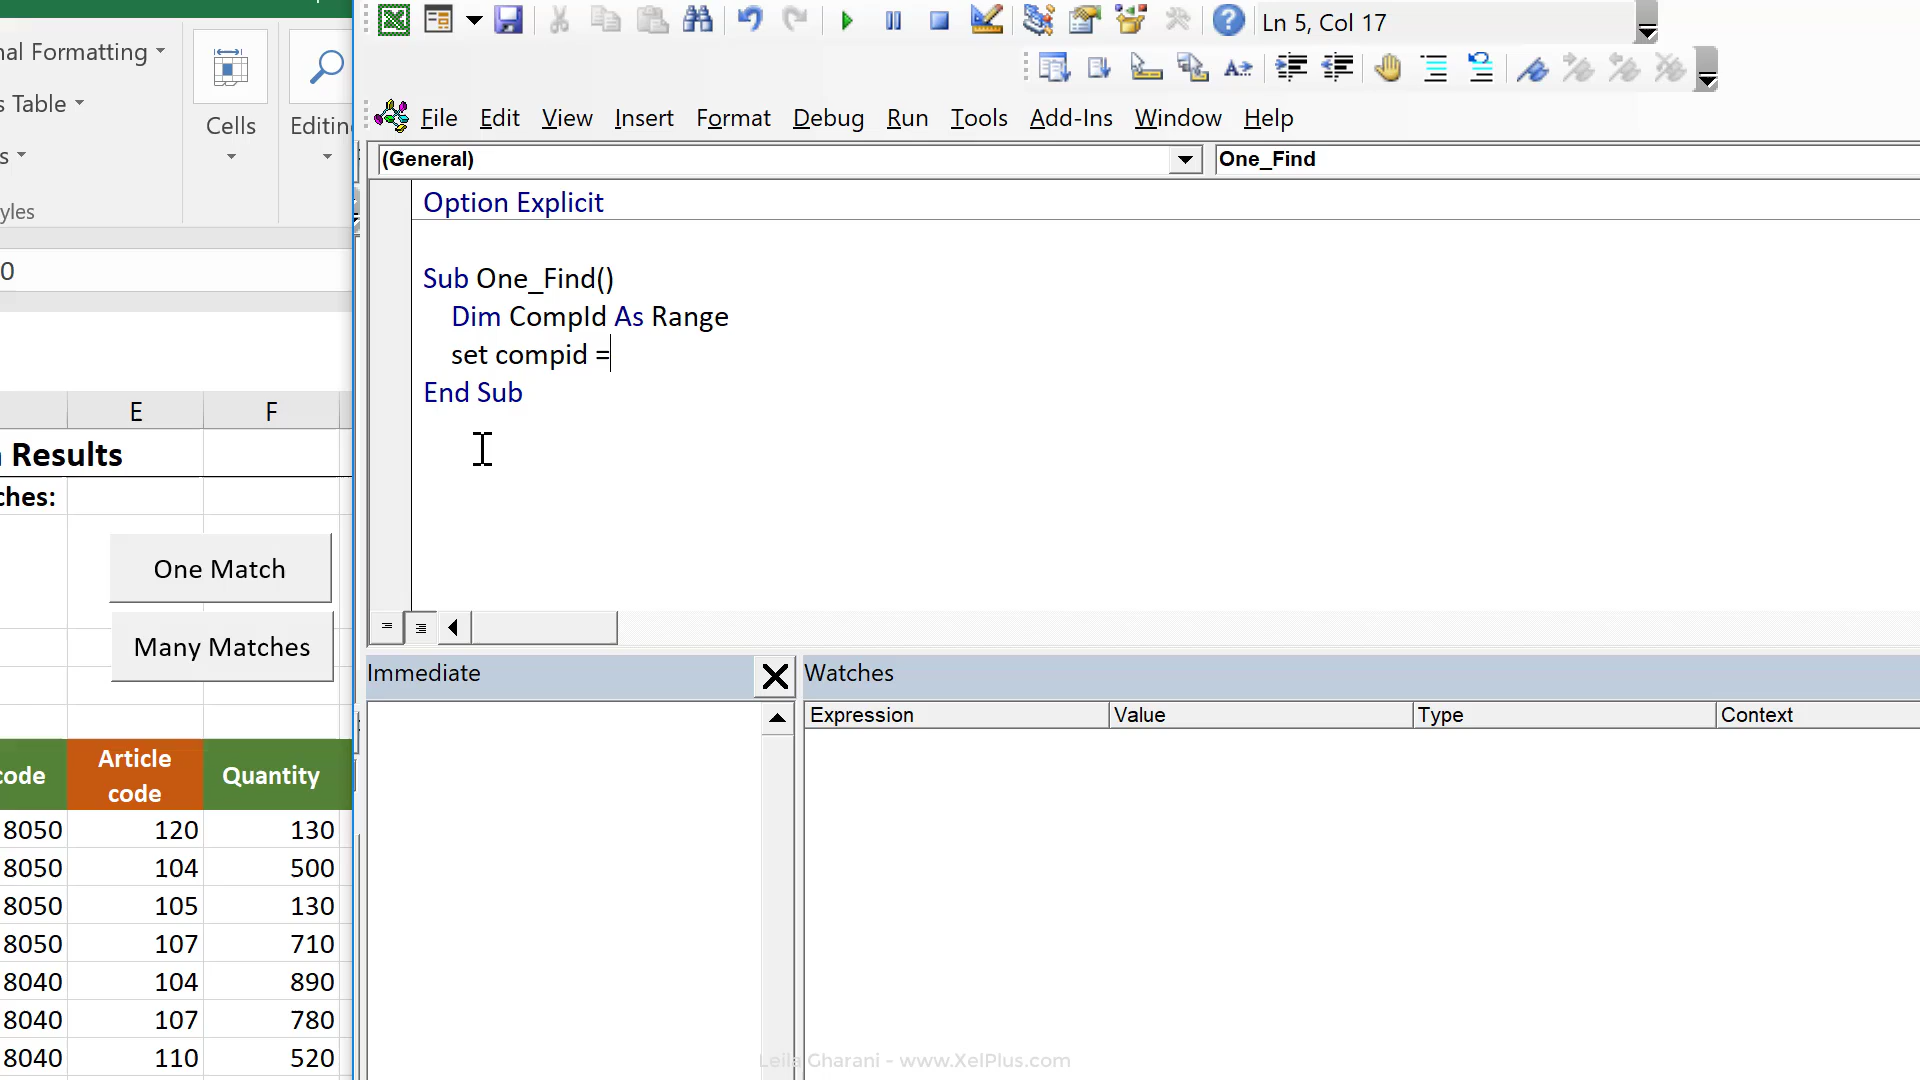 Ln 5, Col 17
nal Formatting
s Table
s
yles
Cells
Editin
File Edit View Insert Format Debug Run Tools Add-Ins Window Help
(General)
One_Find
Option Explicit
Sub One_Find()
Dim CompId As Range
set compid =
End Sub
0
E F
Results
ches:
One Match
Many Matches
code Article code Quantity
8050 120 130
8050 104 500
8050 105 130
8050 107 710
8040 104 890
8040 107 780
8040 110 520
Immediate
Watches
Expression Value Type Context
Leila Gharani - www.XelPlus.com